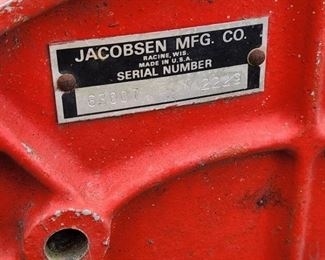 JACOBSEN MFG. CO.
RACINE, WIS.
MADE IN U.S.A.
SERIAL NUMBER